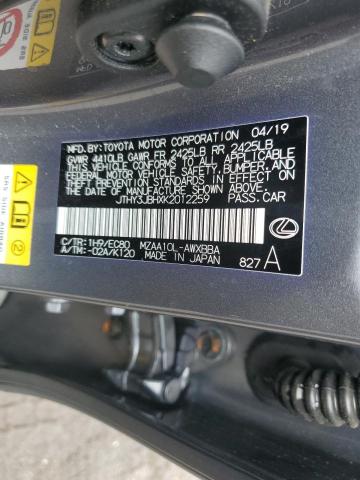 MFD.BY:TOYOTA MOTOR CORPORATION 04/19
GVWR 4410LB GAWR FR 2425LB RR 2425LB
THIS VEHICLE CONFORMS TO ALL APPLICABLE
FEDERAL MOTOR VEHICLE SAFETY, BUMPER, AND
THEFT PREVENTION STANDARDS IN EFFECT ON
THE DATE OF MANUFACTURE SHOWN ABOVE.
JTHY3JBHXK2012259 PASS.CAR
C/TR:1H9/EC80 MZAA10L-AWXBBA
A/TM:-02A/K120 MADE IN JAPAN 827 A